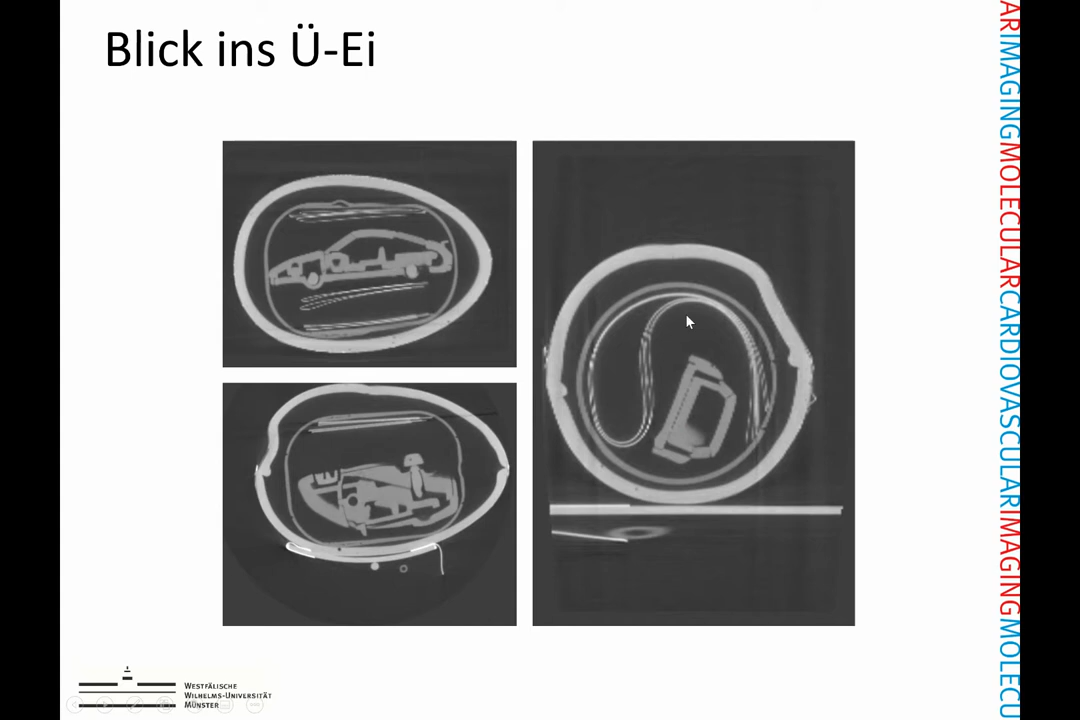 Blick ins Ü-Ei
ARIMAGINGMOLECULARCARDIOVASCULARIMAGINGMOLECU
WESTFÄLISCHE
WILHELMS-UNIVERSITÄT
MÜNSTER